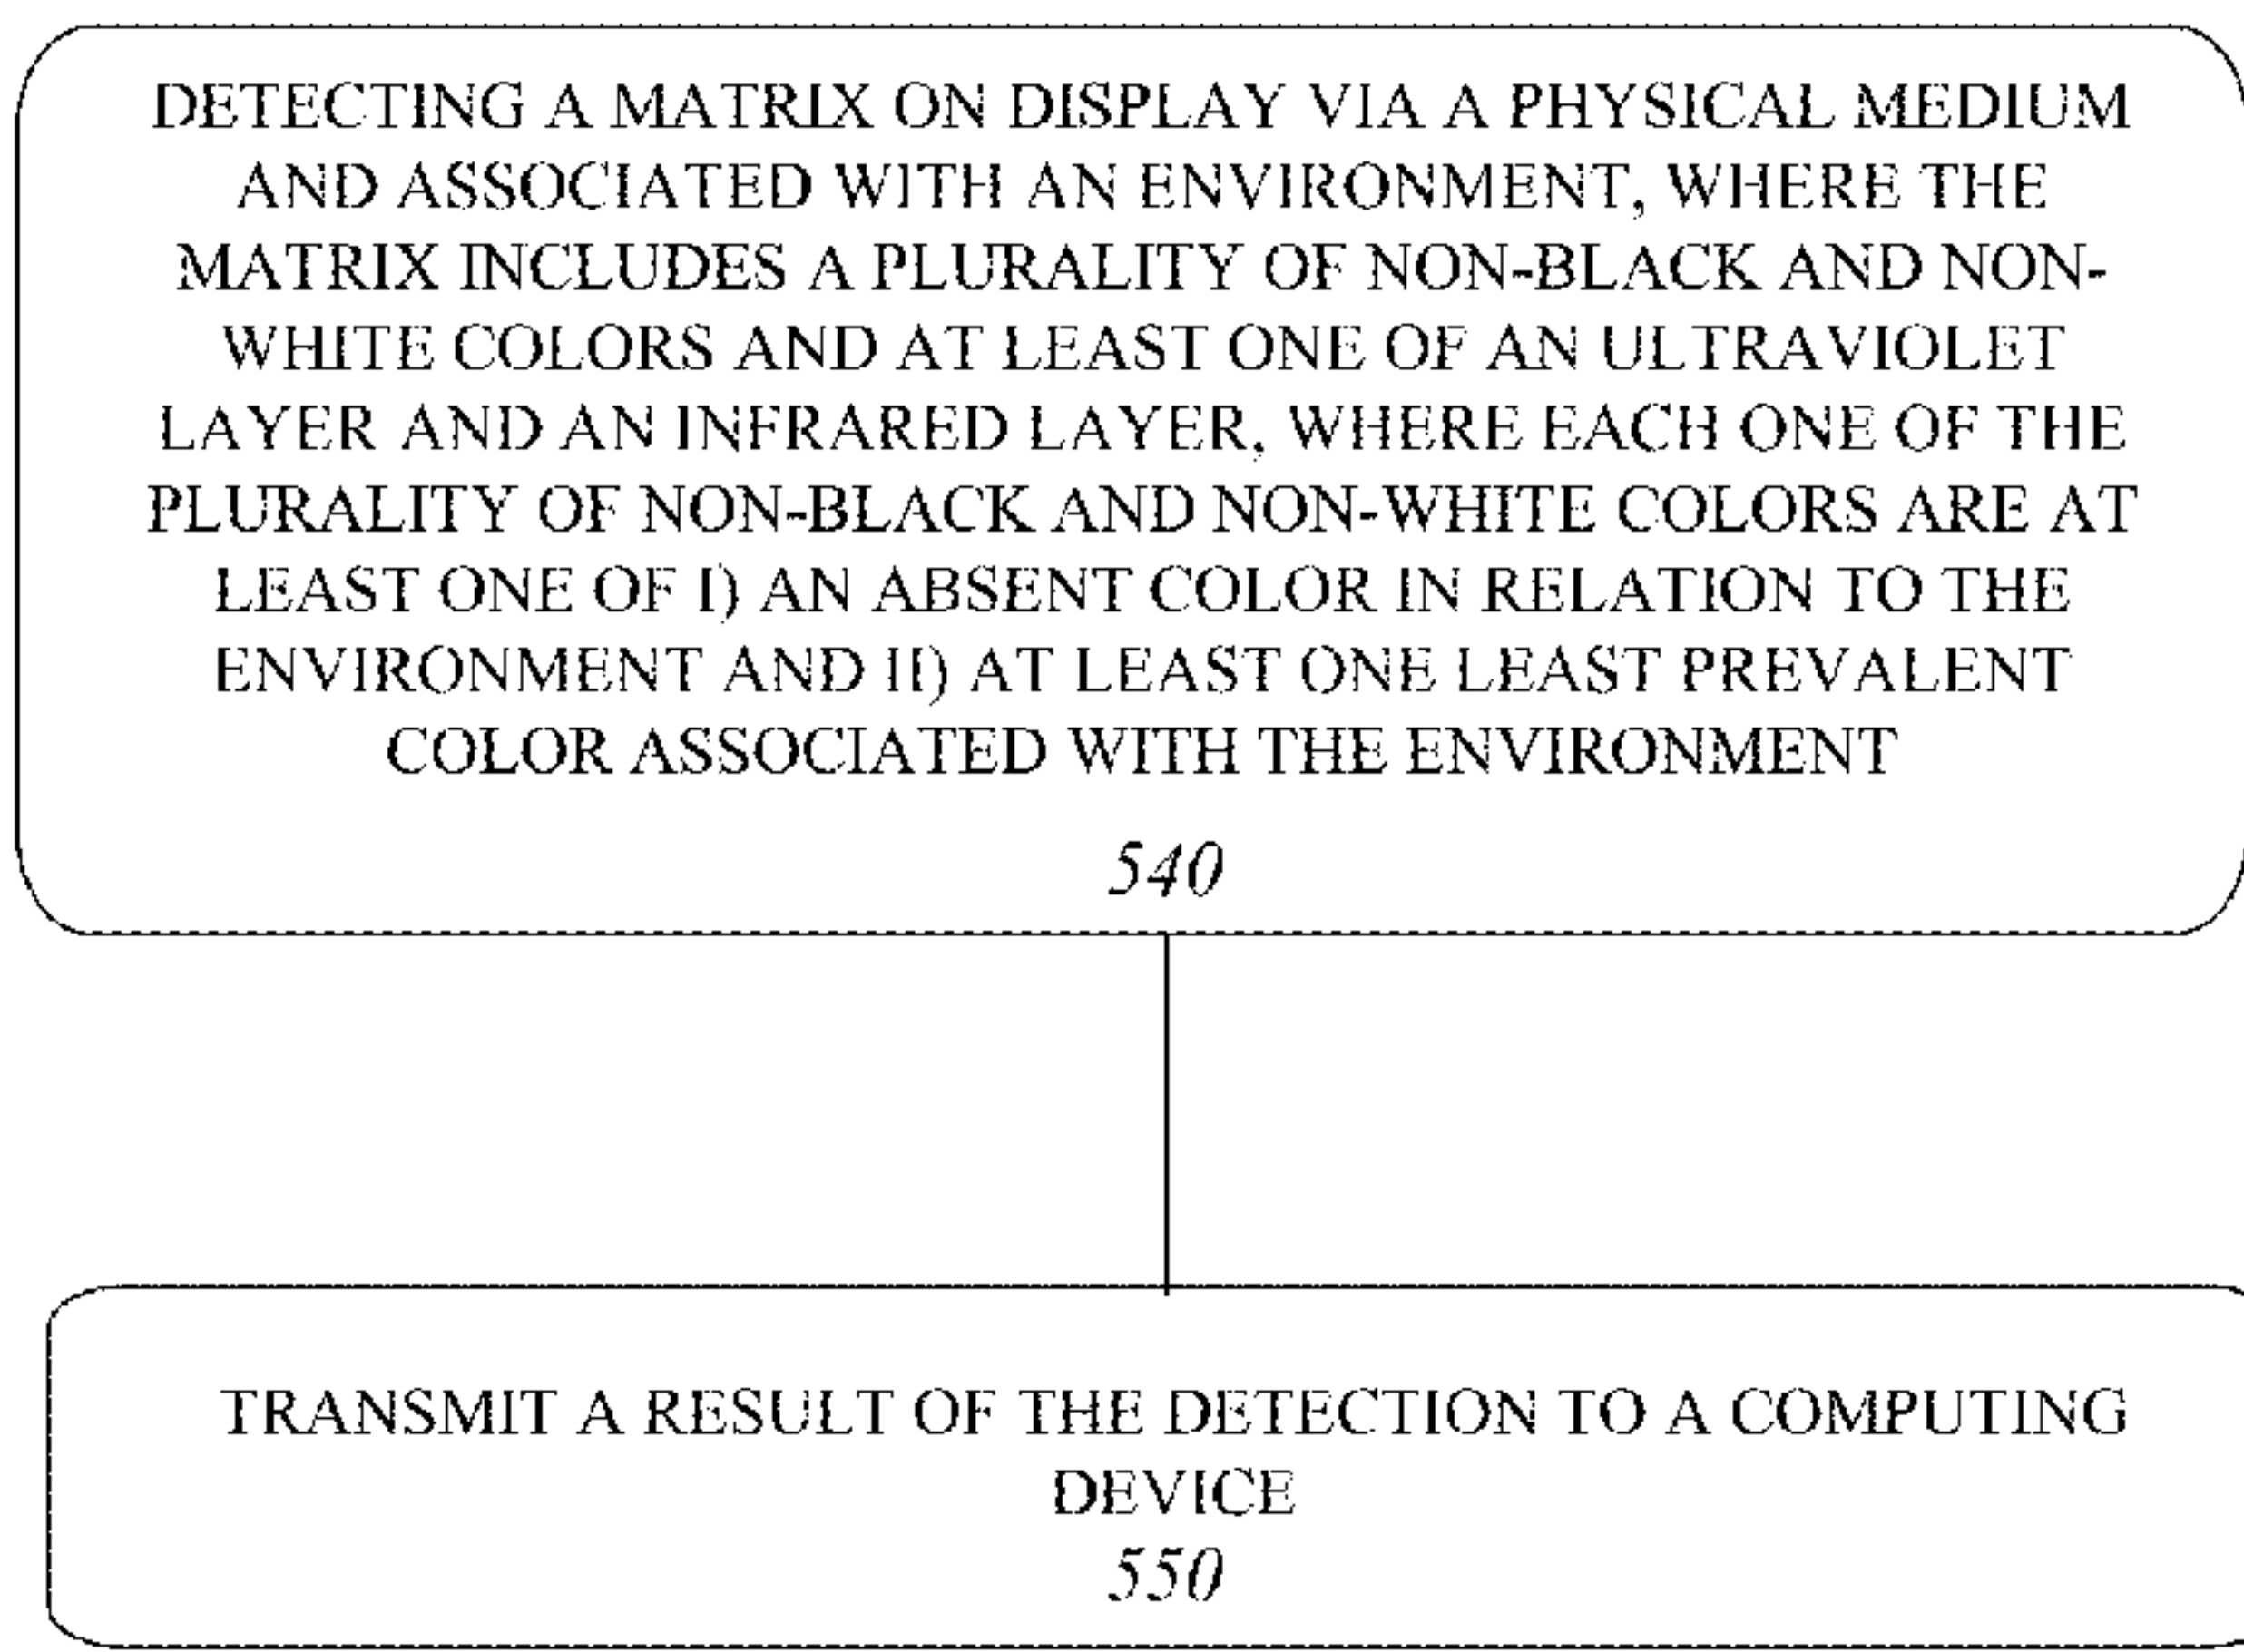 DETECTING A MATRIX ON DISPLAY VIA A PHYSICAL MEDIUM
AND ASSOCIATED WITH AN ENVIRONMENT, WHERE THE
MATRIX INCLUDES A PLURALITY OF NON-BLACK AND NON-
WHITE COLORS AND AT LEAST ONE OF AN ULTRAVIOLET
LAYER AND AN INFRARED LAYER, WHERE EACH ONE OF THE
PLURALITY OF NON-BLACK AND NON-WHITE COLORS ARE AT
LEAST ONE OF I) AN ABSENT COLOR IN RELATION TO THE
ENVIRONMENT AND II) AT LEAST ONE LEAST PREVALENT
COLOR ASSOCIATED WITH THE ENVIRONMENT
540
TRANSMIT A RESULT OF THE DETECTION TO A COMPUTING
DEVICE
550